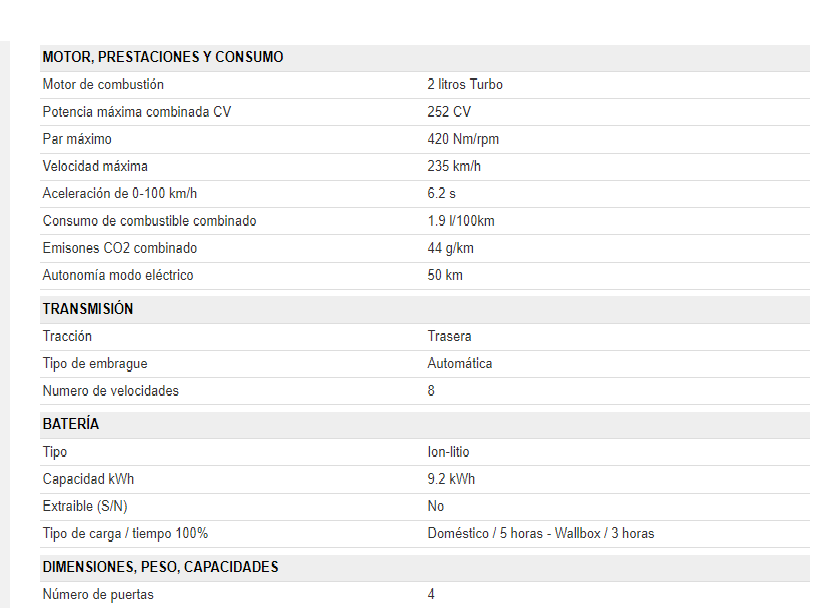 MOTOR, PRESTACIONES Y CONSUMO
Motor de combustión 2 litros Turbo
Potencia máxima combinada CV 252 CV
Par máximo 420 Nm/rpm
Velocidad máxima 235 km/h
Aceleración de 0-100 km/h 6.2 s
Consumo de combustible combinado 1.9 l/100km
Emisones CO2 combinado 44 g/km
Autonomía modo eléctrico 50 km
TRANSMISIÓN
Tracción Trasera
Tipo de embrague Automática
Numero de velocidades 8
BATERÍA
Tipo Ion-litio
Capacidad kWh 9.2 kWh
Extraible (S/N) No
Tipo de carga / tiempo 100% Doméstico / 5 horas - Wallbox / 3 horas
DIMENSIONES, PESO, CAPACIDADES
Número de puertas 4